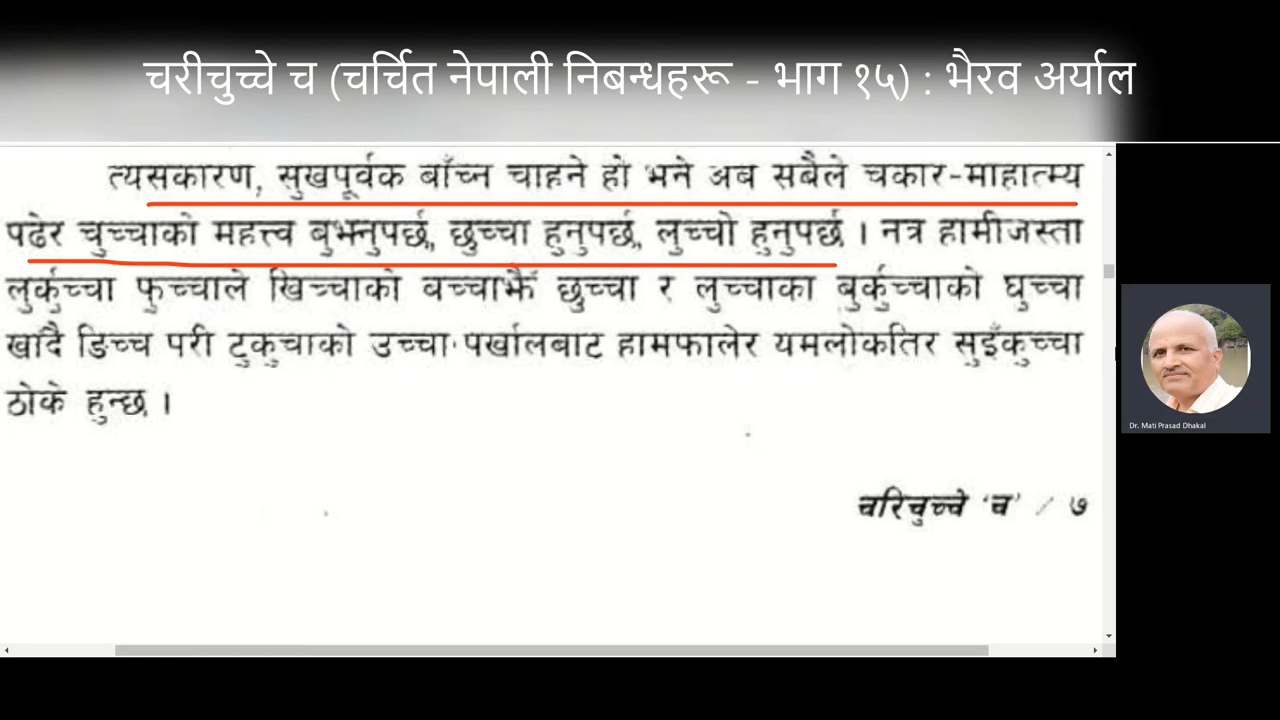 चरीचुच्चे च (चर्चित नेपाली निबन्धहरू - भाग १५) : भैरव अर्याल
त्यसकारण, सुखपूर्वक बाँच्न चाहने हो भने अब सबैले चकार-माहात्म्य
पढेर चुच्चाको महत्त्व बुझ्नुपर्छ, छुच्चा हुनुपर्छ, लुच्चो हुनुपर्छ । नत्र हामीजस्ता
लुर्कुच्चा फुच्चाले खिच्चाको बच्चाझैँ छुच्चा र लुच्चाका बुर्कुच्चाको घुच्चा
खाँदै ङिच्च परी टुकुचाको उच्चा पर्खालबाट हामफालेर यमलोकतिर सुइँकुच्चा
ठोके हुन्छ ।
चरिचुच्चे ‘च’ / ७
Dr. Mati Prasad Dhakal